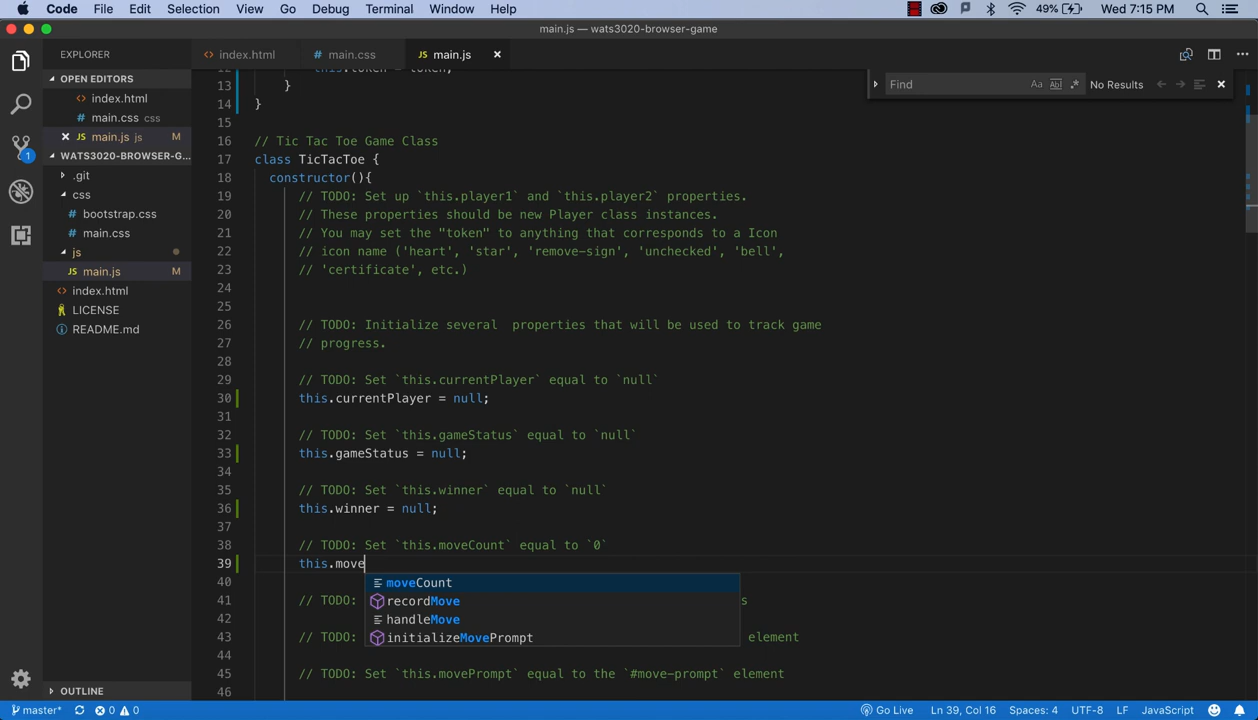 Code File Edit Selection View Go Debug Terminal Window Help 49% Wed 7:15 PM
main.js — wats3020-browser-game
EXPLORER
index.html
main.css
main.js
OPEN EDITORS
index.html
main.css css
main.js js M
WATS3020-BROWSER-G...
.git
css
bootstrap.css
main.css
js
main.js M
index.html
LICENSE
README.md
OUTLINE
1
Find Aa Abl No Results
13 }
14 }
15
16 // Tic Tac Toe Game Class
17 class TicTacToe {
18 constructor(){
19 // TODO: Set up `this.player1` and `this.player2` properties.
20 // These properties should be new Player class instances.
21 // You may set the "token" to anything that corresponds to a Icon
22 // icon name ('heart', 'star', 'remove-sign', 'unchecked', 'bell',
23 // 'certificate', etc.)
24
25
26 // TODO: Initialize several  properties that will be used to track game
27 // progress.
28
29 // TODO: Set `this.currentPlayer` equal to `null`
30 this.currentPlayer = null;
31
32 // TODO: Set `this.gameStatus` equal to `null`
33 this.gameStatus = null;
34
35 // TODO: Set `this.winner` equal to `null`
36 this.winner = null;
37
38 // TODO: Set `this.moveCount` equal to `0`
39 this.move
moveCount
recordMove
handleMove
initializeMovePrompt
40
41 // TODO: s
42
43 // TODO: element
44
45 // TODO: Set `this.movePrompt` equal to the `#move-prompt` element
46
master* 0 0 Go Live Ln 39, Col 16 Spaces: 4 UTF-8 LF JavaScript